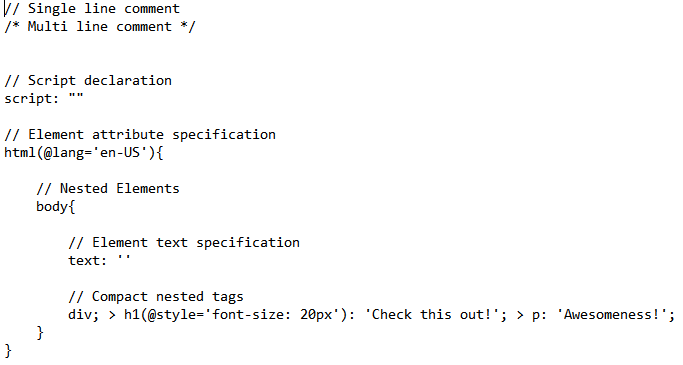 // Single line comment
/* Multi line comment */
// Script declaration
script: ""
// Element attribute specification
html(@lang='en-US'){
// Nested Elements
body{
// Element text specification
text: ''
// Compact nested tags
div; > h1(@style='font-size: 20px'): 'Check this out!'; > p: 'Awesomeness!';
}
}